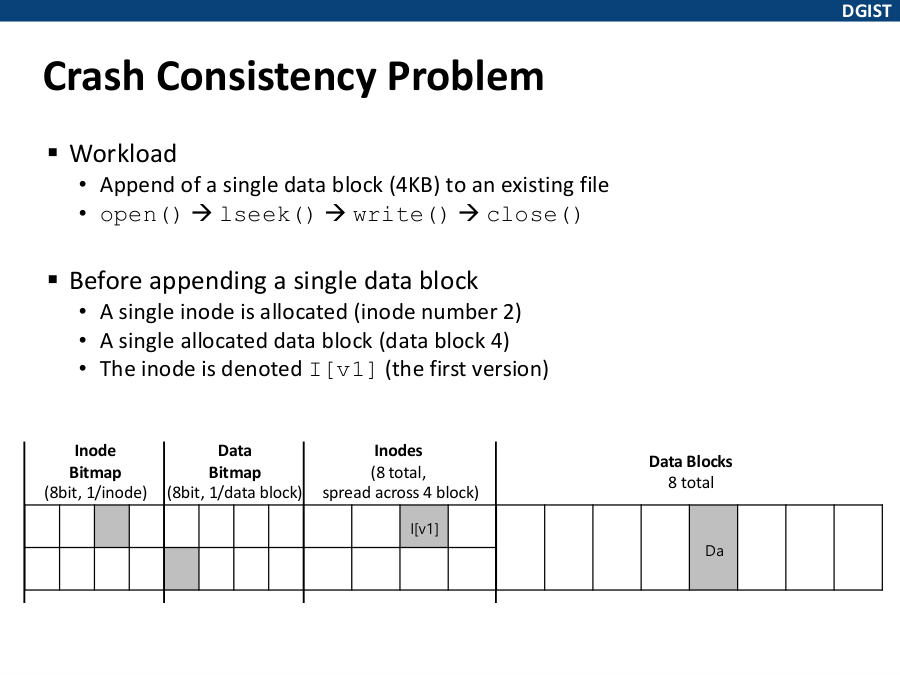 DGIST
Crash Consistency Problem
▪ Workload
• Append of a single data block (4KB) to an existing file
• open() → lseek() → write() → close()
▪ Before appending a single data block
• A single inode is allocated (inode number 2)
• A single allocated data block (data block 4)
• The inode is denoted I[v1] (the first version)
Inode
Bitmap
(8bit, 1/inode)
Data
Bitmap
(8bit, 1/data block)
Inodes
(8 total,
spread across 4 block)
Data Blocks
8 total
I[v1]
Da